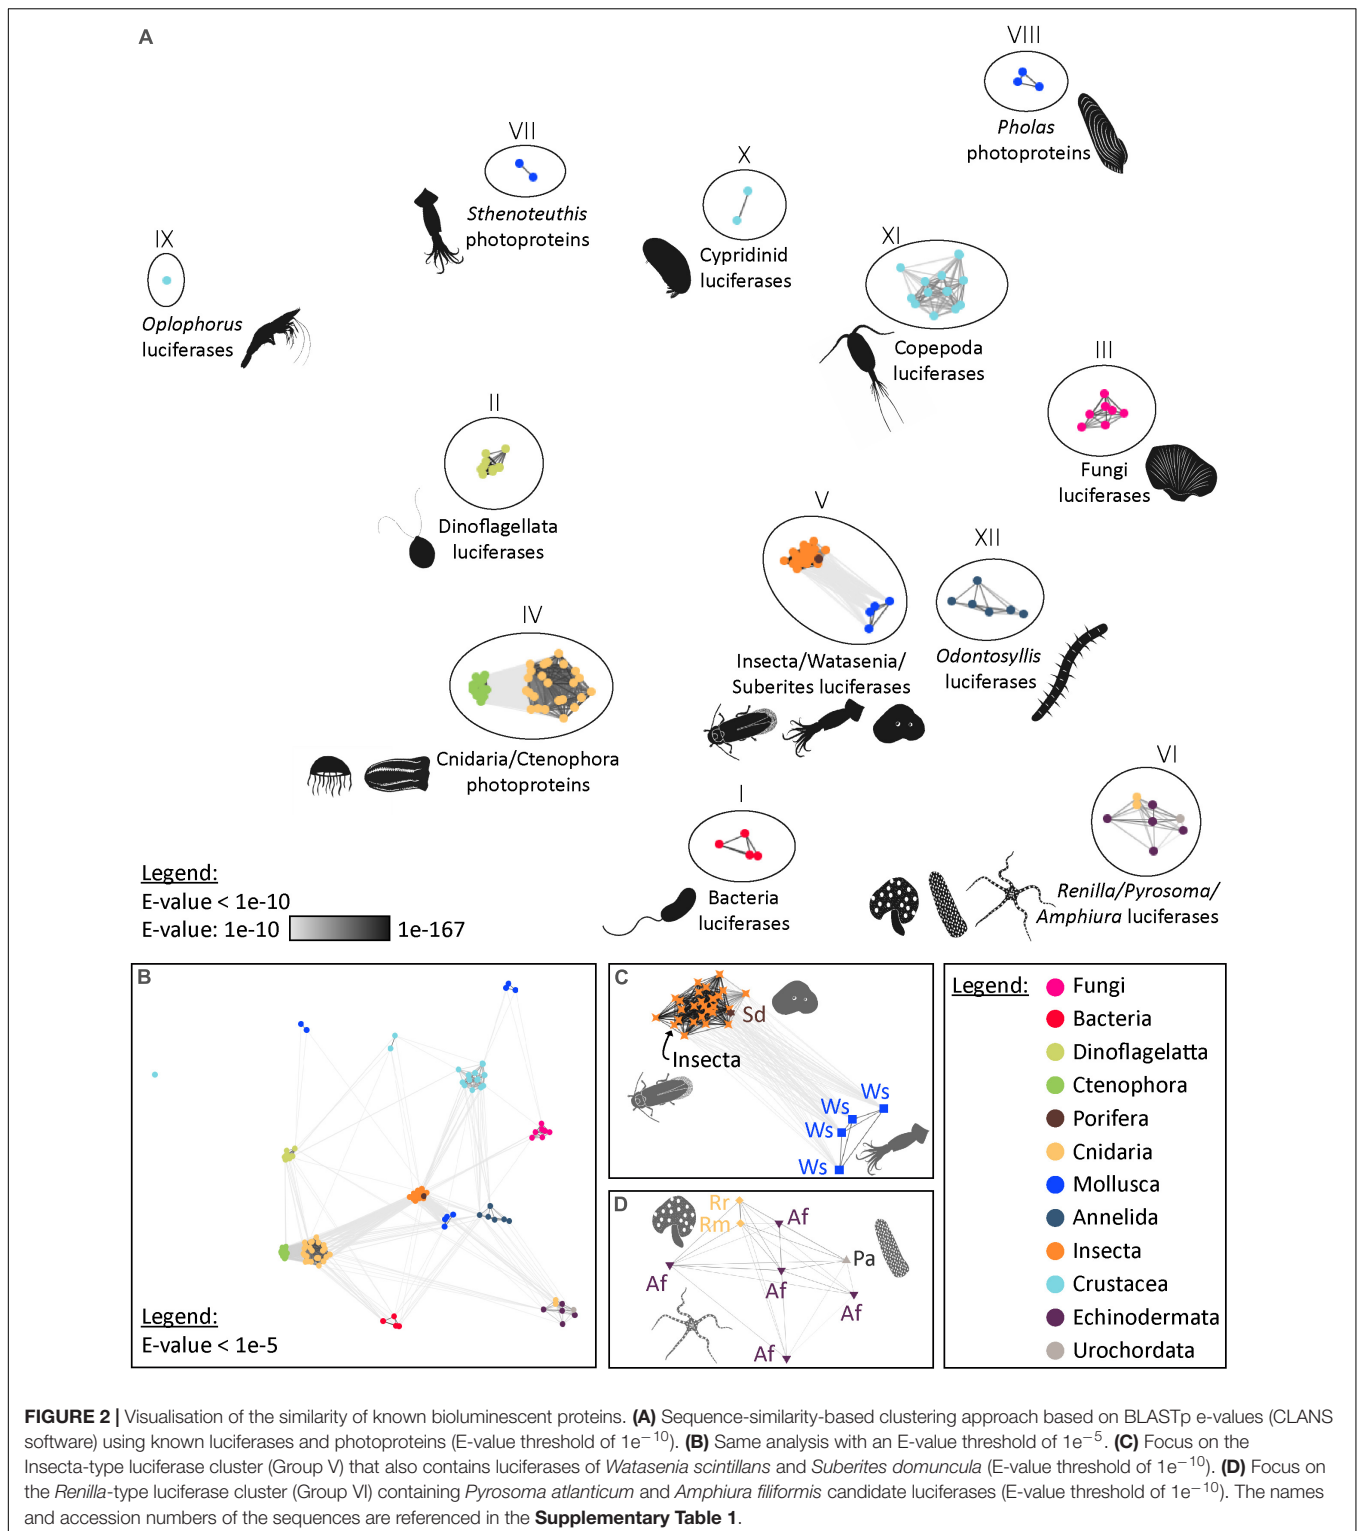 A
VIII
Pholas
photoproteins
VII
Sthenoteuthis
photoproteins
X
Cypridinid
luciferases
IX
Oplophorus
luciferases
XI
Copepoda
luciferases
III
Fungi
luciferases
II
Dinoflagellata
luciferases
V
Insecta/Watasenia/
Suberites luciferases
XII
Odontosyllis
luciferases
IV
Cnidaria/Ctenophora
photoproteins
VI
Renilla/Pyrosoma/
Amphiura luciferases
I
Bacteria
luciferases
Legend:
E-value < 1e-10
E-value: 1e-10 1e-167
B
Legend:
E-value < 1e-5
C
Sd
Insecta
Ws
Ws
Ws
Ws
D
Rr
Rm
Af
Pa
Af
Af
Af
Af
Legend:
Fungi
Bacteria
Dinoflagelatta
Ctenophora
Porifera
Cnidaria
Mollusca
Annelida
Insecta
Crustacea
Echinodermata
Urochordata
FIGURE 2 | Visualisation of the similarity of known bioluminescent proteins. (A) Sequence-similarity-based clustering approach based on BLASTp e-values (CLANS
software) using known luciferases and photoproteins (E-value threshold of 1e−10). (B) Same analysis with an E-value threshold of 1e−5. (C) Focus on the
Insecta-type luciferase cluster (Group V) that also contains luciferases of Watasenia scintillans and Suberites domuncula (E-value threshold of 1e−10). (D) Focus on
the Renilla-type luciferase cluster (Group VI) containing Pyrosoma atlanticum and Amphiura filiformis candidate luciferases (E-value threshold of 1e−10). The names
and accession numbers of the sequences are referenced in the Supplementary Table 1.